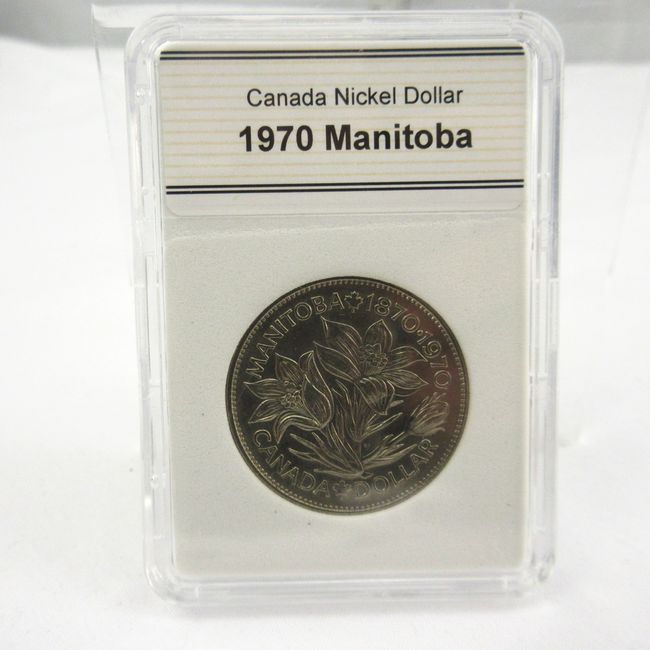 Canada Nickel Dollar
1970 Manitoba
MANITOBA 1870·1970
CANADA DOLLAR